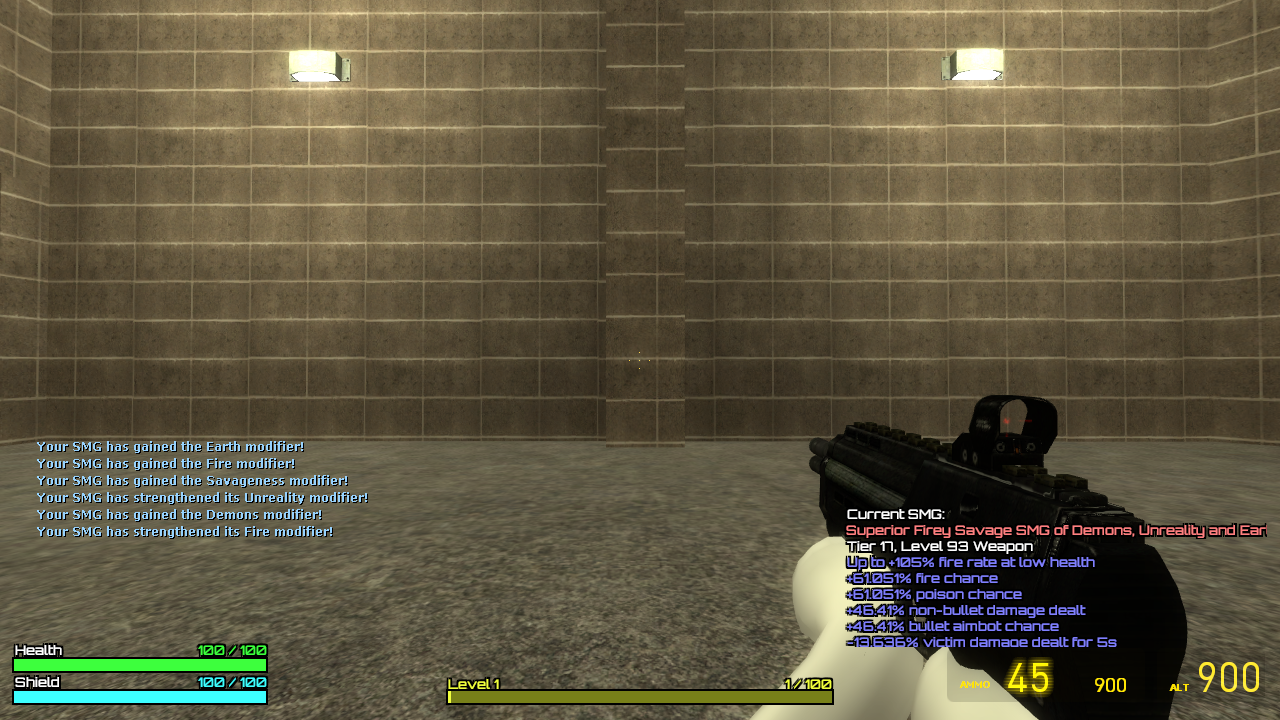 Your SMG has gained the Earth modifier!
Your SMG has gained the Fire modifier!
Your SMG has gained the Savageness modifier!
Your SMG has strengthened its Unreality modifier!
Your SMG has gained the Demons modifier!
Your SMG has strengthened its Fire modifier!
Current SMG:
Superior Firey Savage SMG of Demons, Unreality and Ear
Tier 17, Level 93 Weapon
Up to +105% fire rate at low health
+61.051% fire chance
+61.051% poison chance
+46.41% non-bullet damage dealt
+46.41% bullet aimbot chance
-13.636% victim damage dealt for 5s
Health 100 / 100
Shield 100 / 100
Level 1 1 / 100
AMMO 45 900 ALT 900